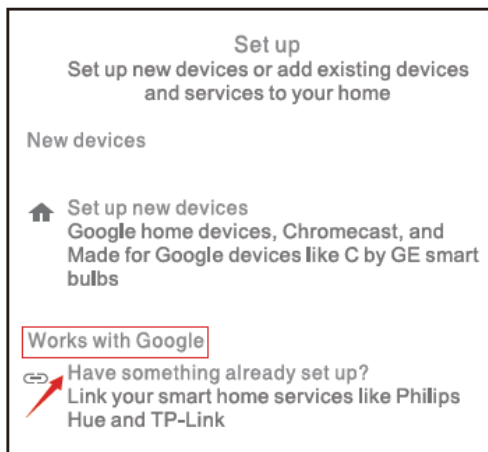 Set up
Set up new devices or add existing devices
and services to your home
New devices
Set up new devices
Google home devices, Chromecast, and
Made for Google devices like C by GE smart
bulbs
Works with Google
Have something already set up?
Link your smart home services like Philips
Hue and TP-Link